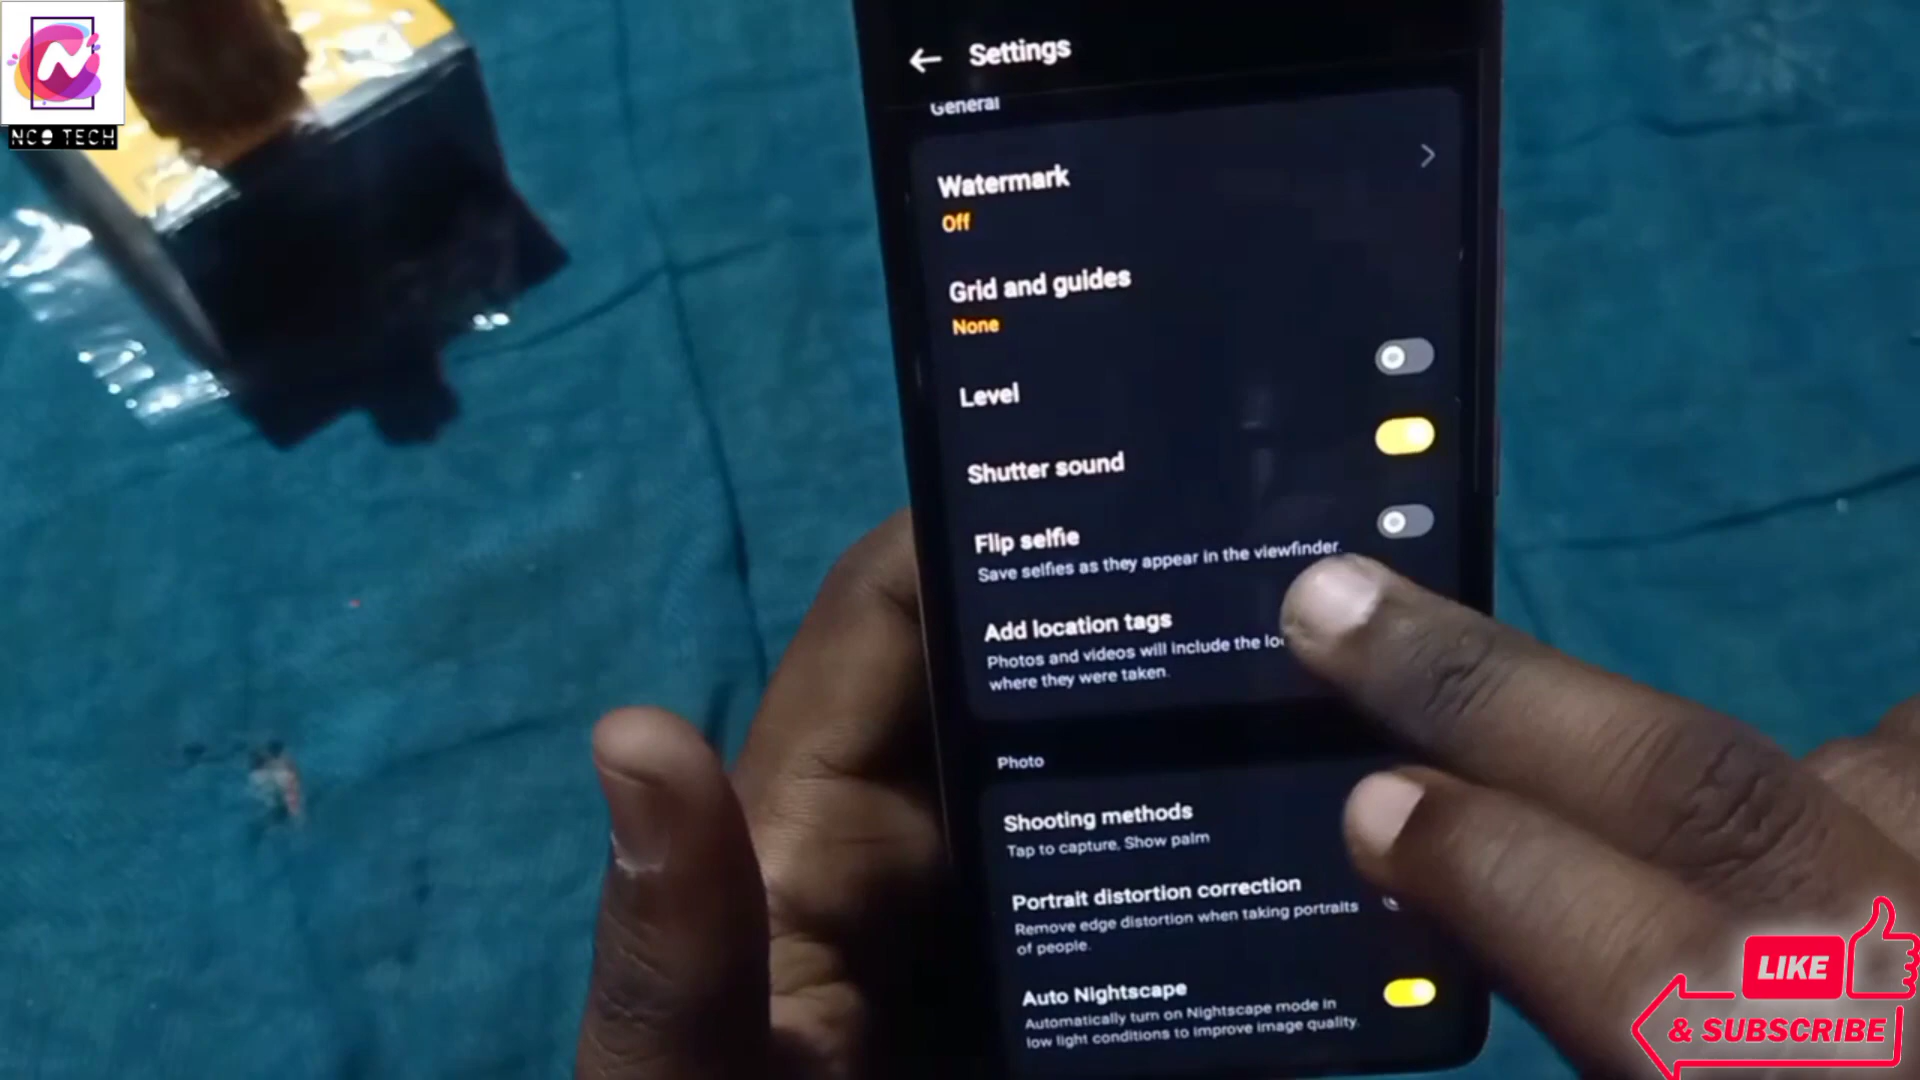 NCO TECH
Settings
General
Watermark
Off
Grid and guides
None
Level
Shutter sound
Flip selfie
Save selfies as they appear in the viewfinder.
Add location tags
Photos and videos will include the
where they were taken.
Photo
Shooting methods
Tap to capture, Show palm
Portrait distortion correction
Remove edge distortion when taking portraits
of people.
Auto Nightscape
Automatically turn on Nightscape mode in
low light conditions to improve image quality.
LIKE
& SUBSCRIBE